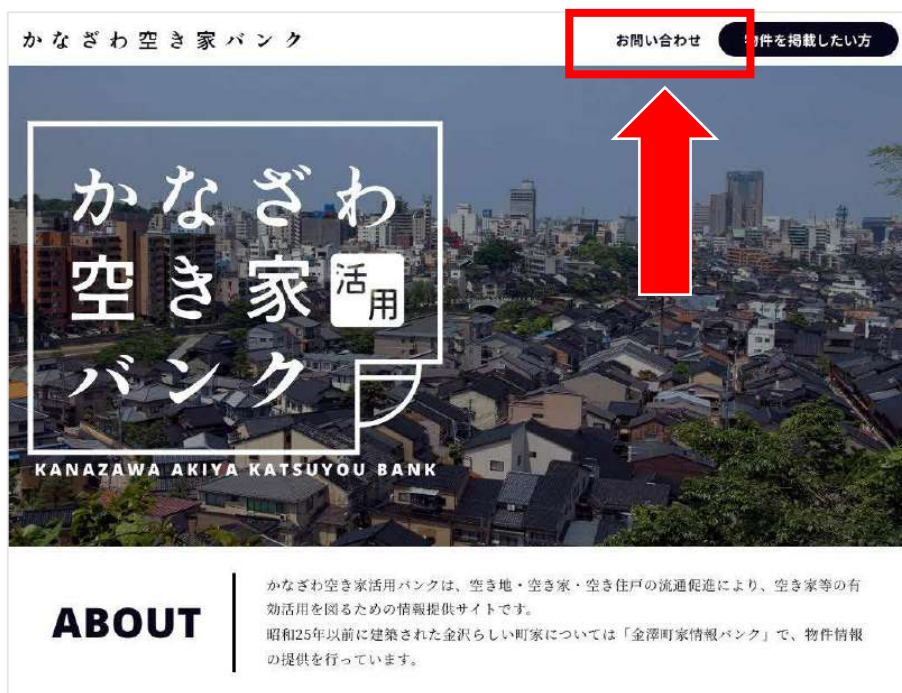 かなざわ空き家バンク
お問い合わせ
物件を掲載したい方
かなざわ
空き家活用
バンク
KANAZAWA AKIYA KATSUYOU BANK
ABOUT
かなざわ空き家活用バンクは、空き地・空き家・空き住戸の流通促進により、空き家等の有
効活用を図るための情報提供サイトです。
昭和25年以前に建築された金沢らしい町家については「金澤町家情報バンク」で、物件情報
の提供を行っています。